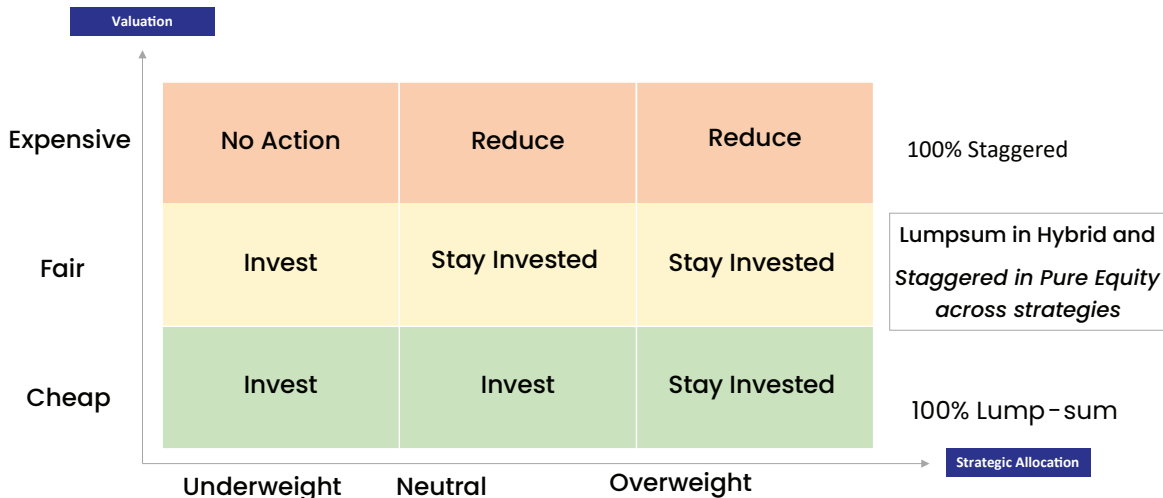 Valuation
Expensive
No Action
Reduce
Reduce
100% Staggered
Fair
Invest
Stay Invested
Stay Invested
Lumpsum in Hybrid and
Staggered in Pure Equity
across strategies
Cheap
Invest
Invest
Stay Invested
100% Lump-sum
Strategic Allocation
Underweight
Neutral
Overweight